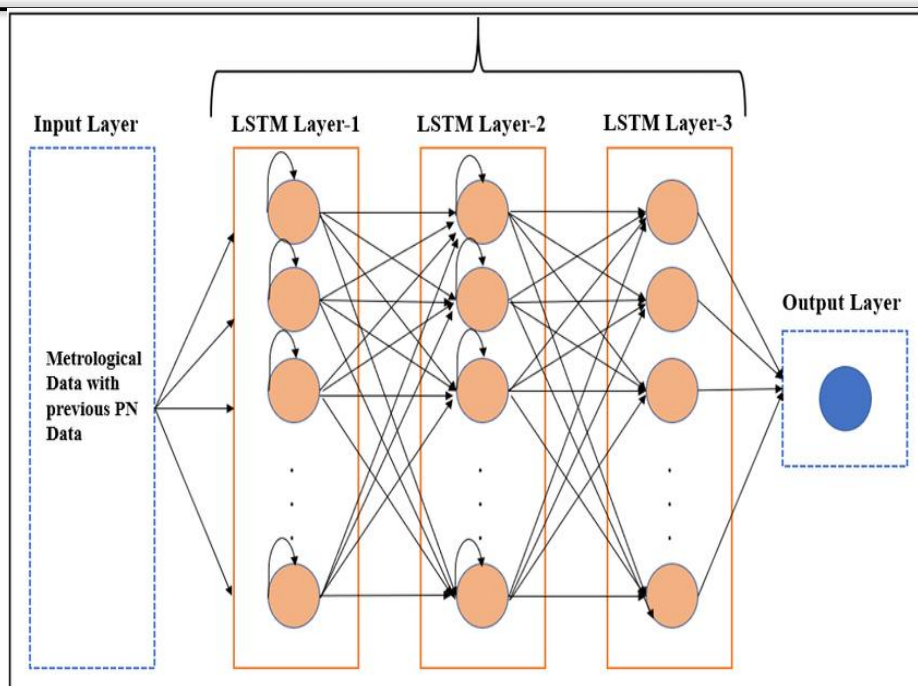 Input Layer
LSTM Layer-1
LSTM Layer-2
LSTM Layer-3
Metrological
Data with
previous PN
Data
Output Layer